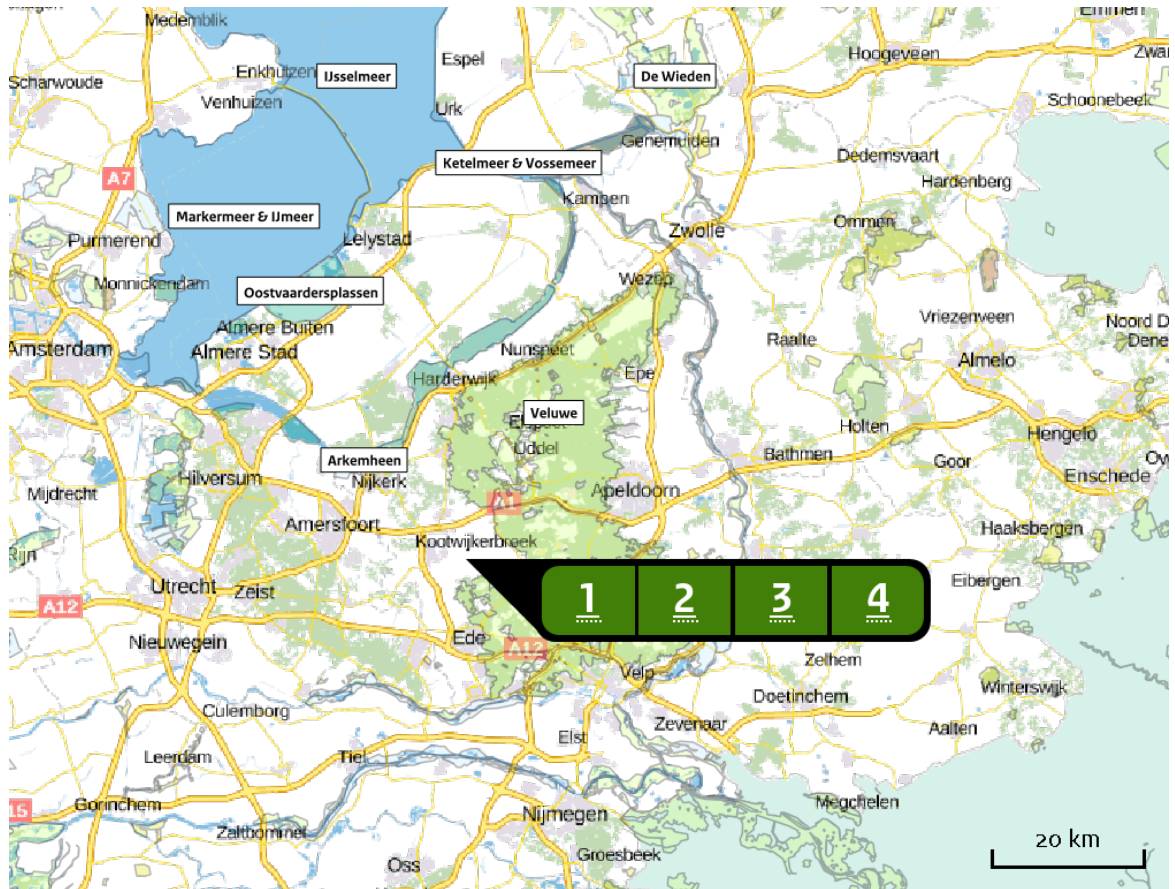 Medemblik
Emmen
Scharwoude
Enkhuizen
IJsselmeer
Espel
De Wieden
Hoogeveen
Venhuizen
Urk
Schoonebeek
Genemuiden
A7
Ketelmeer & Vossemeer
Dedemsvaart
Hardenberg
Kampen
Markermeer & IJmeer
Ommen
Purmerend
Lelystad
Zwolle
Monnickendam
Oostvaardersplassen
Wezep
Almere Buiten
Vriezenveen
Noord D
Dene
Amsterdam
Almere Stad
Nunspeet
Raalte
Almelo
Harderwijk
Epe
Veluwe
Holten
Hengelo
Uddel
Arkemheen
Bathmen
Goor
Enschede
Hilversum
Nijkerk
Mijdrecht
A1
Apeldoorn
Amersfoort
Haaksbergen
Kootwijkerbroek
Rijn
Utrecht
Zeist
1 2 3 4
Eibergen
A12
Nieuwegein
Ede
A12
Velp
Zelhem
Winterswijk
Culemborg
Doetinchem
Zevenaar
Aalten
Elst
Leerdam
Tiel
Gorinchem
15
Megchelen
Zaltbommel
Nijmegen
20 km
Groesbeek
Oss